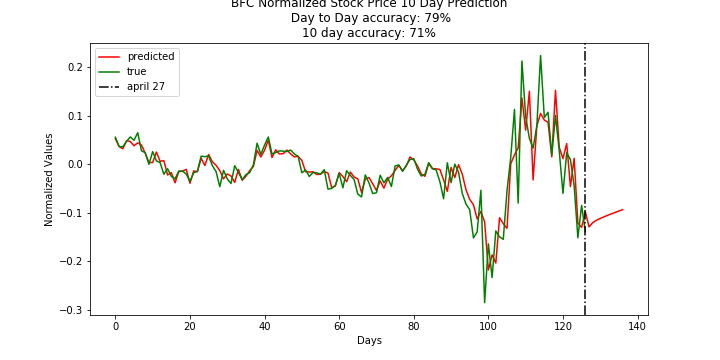 BFC Normalized Stock Price 10 Day Prediction
Day to Day accuracy: 79%
10 day accuracy: 71%
predicted
true
april 27
Normalized Values
0.2
0.1
0.0
−0.1
−0.2
−0.3
0
20
40
60
80
100
120
140
Days